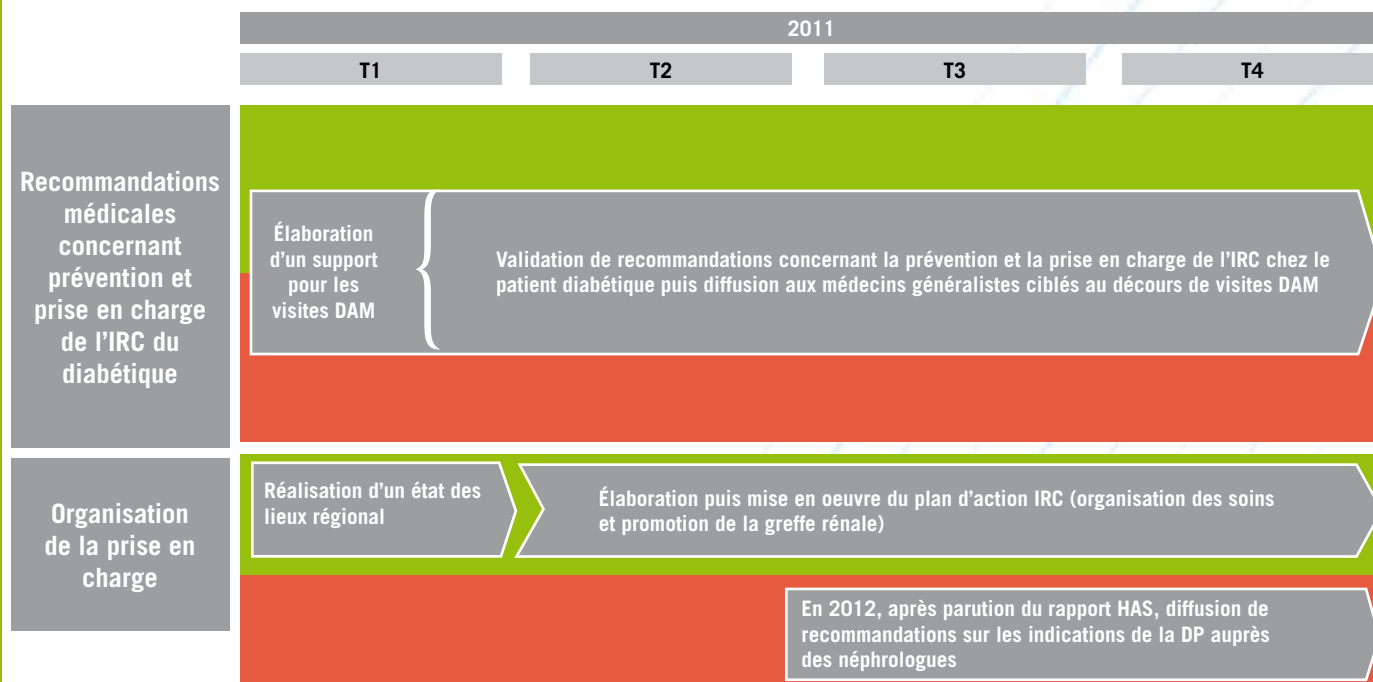 2011
T1
T2
T3
T4
Recommandations
médicales
concernant
prévention et
prise en charge
de l’IRC du
diabétique
Élaboration
d’un support
pour les
visites DAM
Validation de recommandations concernant la prévention et la prise en charge de l’IRC chez le
patient diabétique puis diffusion aux médecins généralistes ciblés au décours de visites DAM
Organisation
de la prise en
charge
Réalisation d’un état des
lieux régional
Élaboration puis mise en oeuvre du plan d’action IRC (organisation des soins
et promotion de la greffe rénale)
En 2012, après parution du rapport HAS, diffusion de
recommandations sur les indications de la DP auprès
des néphrologues